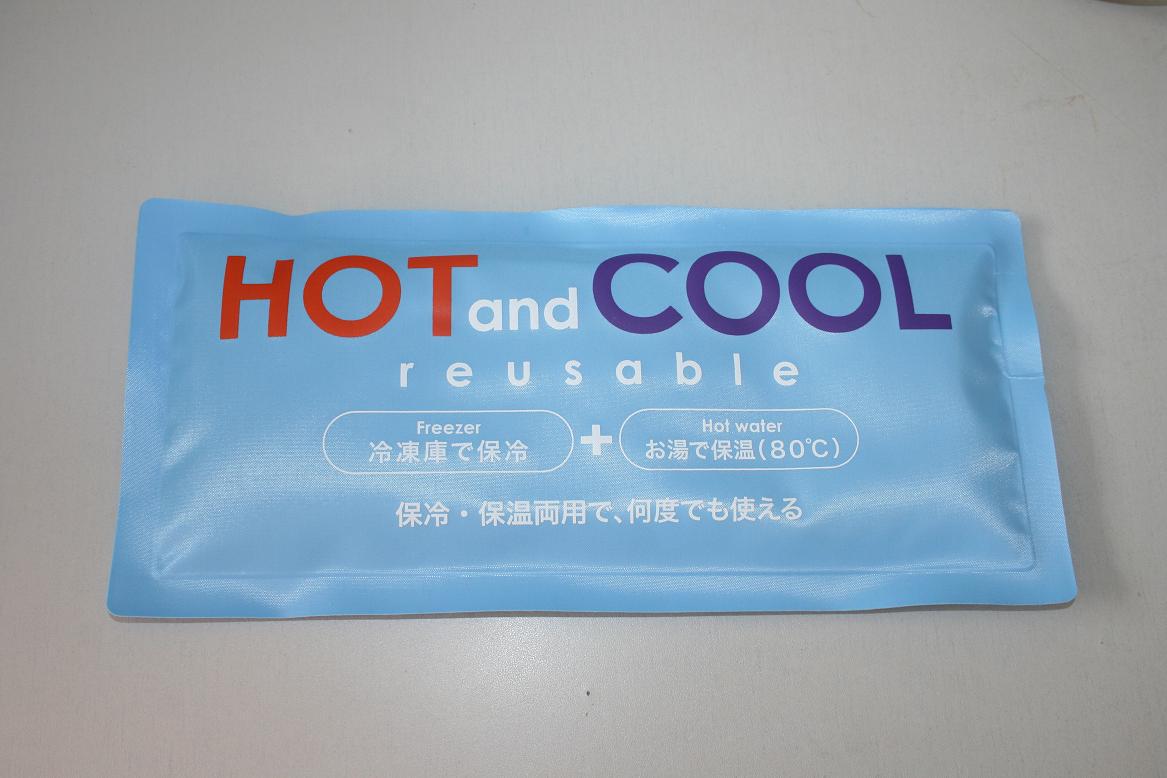 HOT and COOL
reusable
Freezer
冷凍庫で保冷
+
Hot water
お湯で保温(80℃)
保冷・保温両用で、何度でも使える